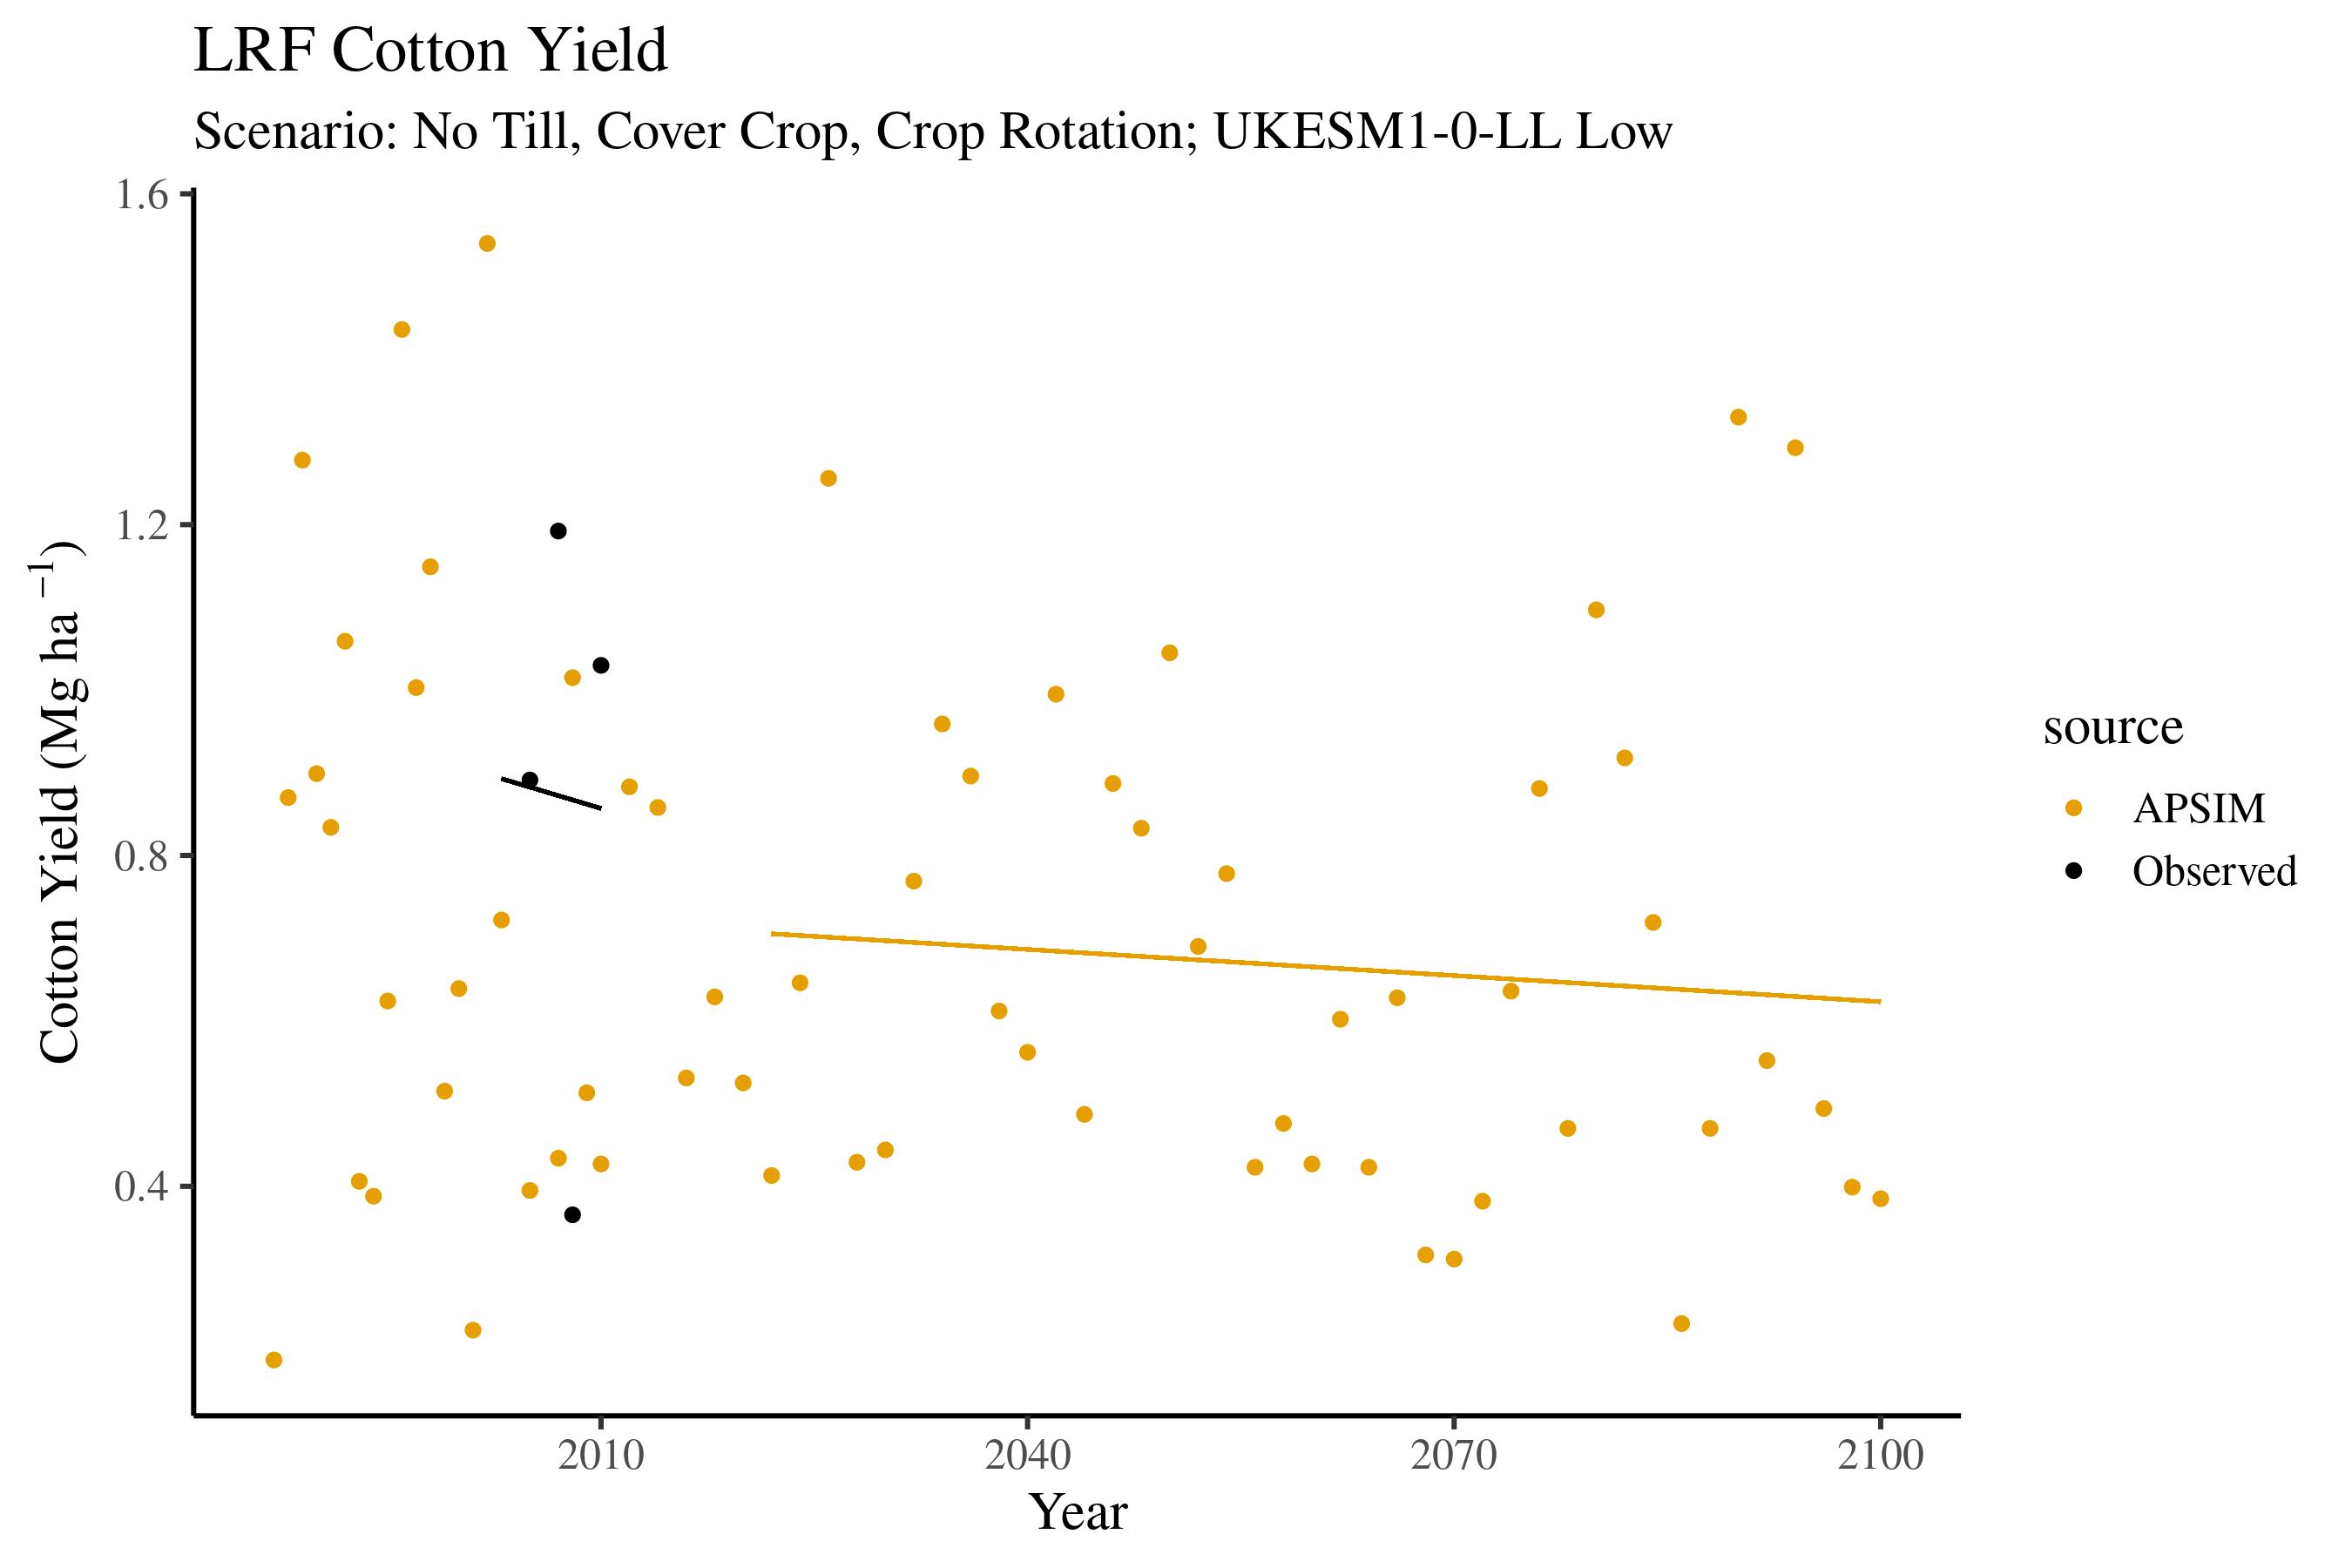 LRF Cotton Yield
Scenario: No Till, Cover Crop, Crop Rotation; UKESM1-0-LL Low
Cotton Yield (Mg ha −1)
1.6
1.2
0.8
0.4
2010 2040 2070 2100
Year
source
APSIM
Observed